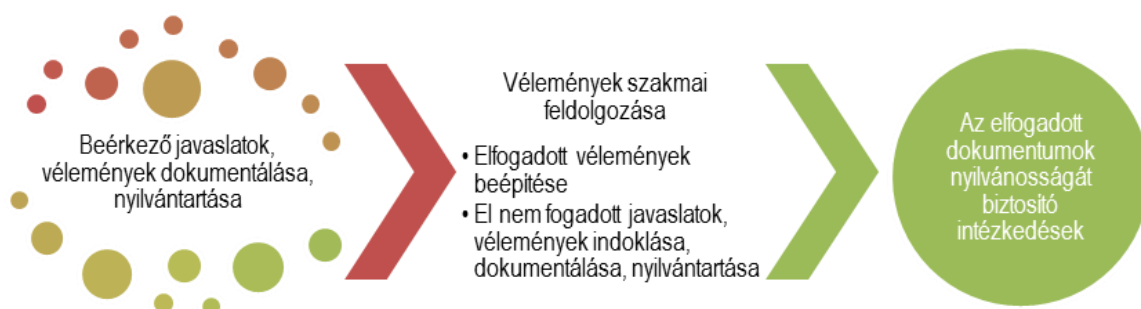 Beérkező javaslatok,
vélemények dokumentálása,
nyilvántartása
Vélemények szakmai
feldolgozása
• Elfogadott vélemények
beépítése
• El nem fogadott javaslatok,
vélemények indoklása,
dokumentálása, nyilvántartása
Az elfogadott
dokumentumok
nyilvánosságát
biztosító
intézkedések